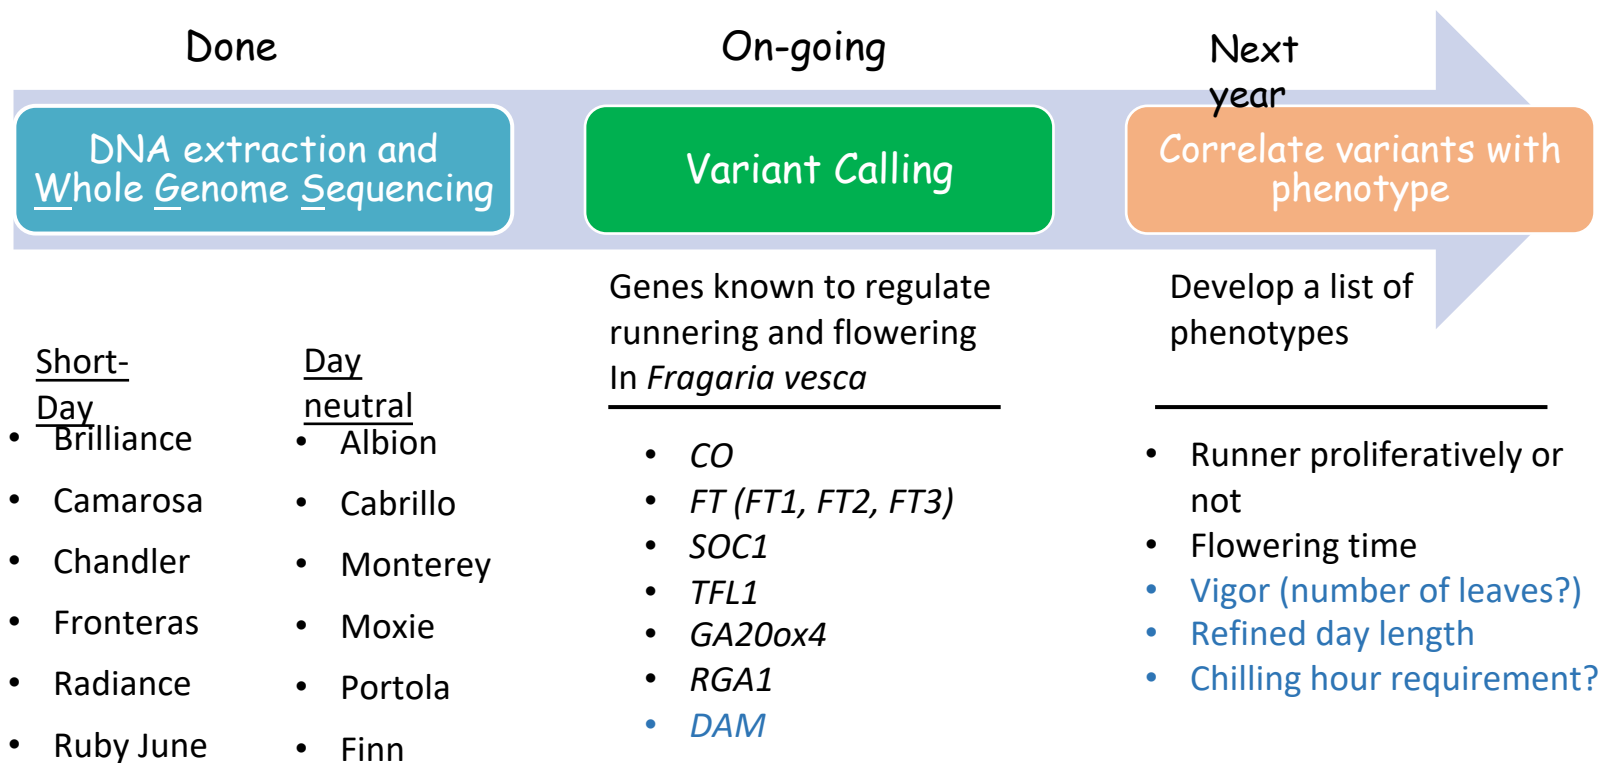 Done
On-going
Next
year
DNA extraction and
Whole Genome Sequencing
Variant Calling
Correlate variants with
phenotype
Short-
Day
• Brilliance
• Camarosa
• Chandler
• Fronteras
• Radiance
• Ruby June
Day
neutral
• Albion
• Cabrillo
• Monterey
• Moxie
• Portola
• Finn
Genes known to regulate
runnering and flowering
In Fragaria vesca
• CO
• FT (FT1, FT2, FT3)
• SOC1
• TFL1
• GA20ox4
• RGA1
• DAM
Develop a list of
phenotypes
• Runner proliferatively or
not
• Flowering time
• Vigor (number of leaves?)
• Refined day length
• Chilling hour requirement?